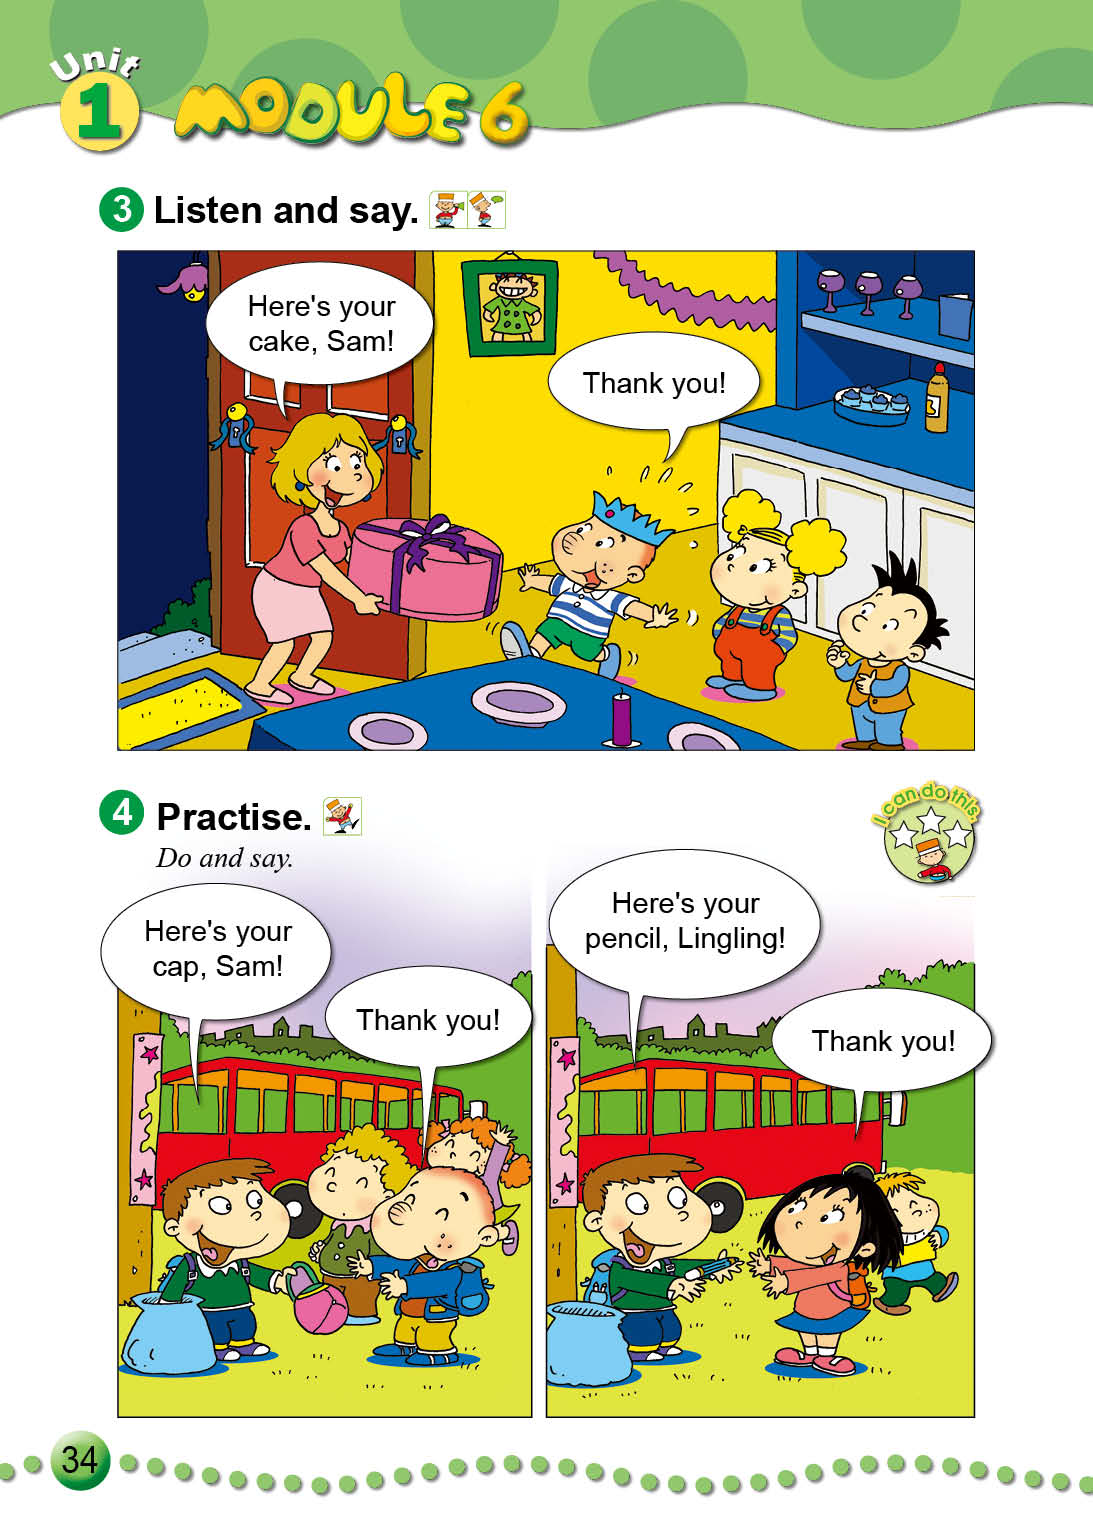 Unit
1 MODULE 6
3 Listen and say.
Here's your
cake, Sam!
Thank you!
4 Practise.
I can do this.
Do and say.
Here's your
cap, Sam!
Thank you!
Here's your
pencil, Lingling!
Thank you!
34